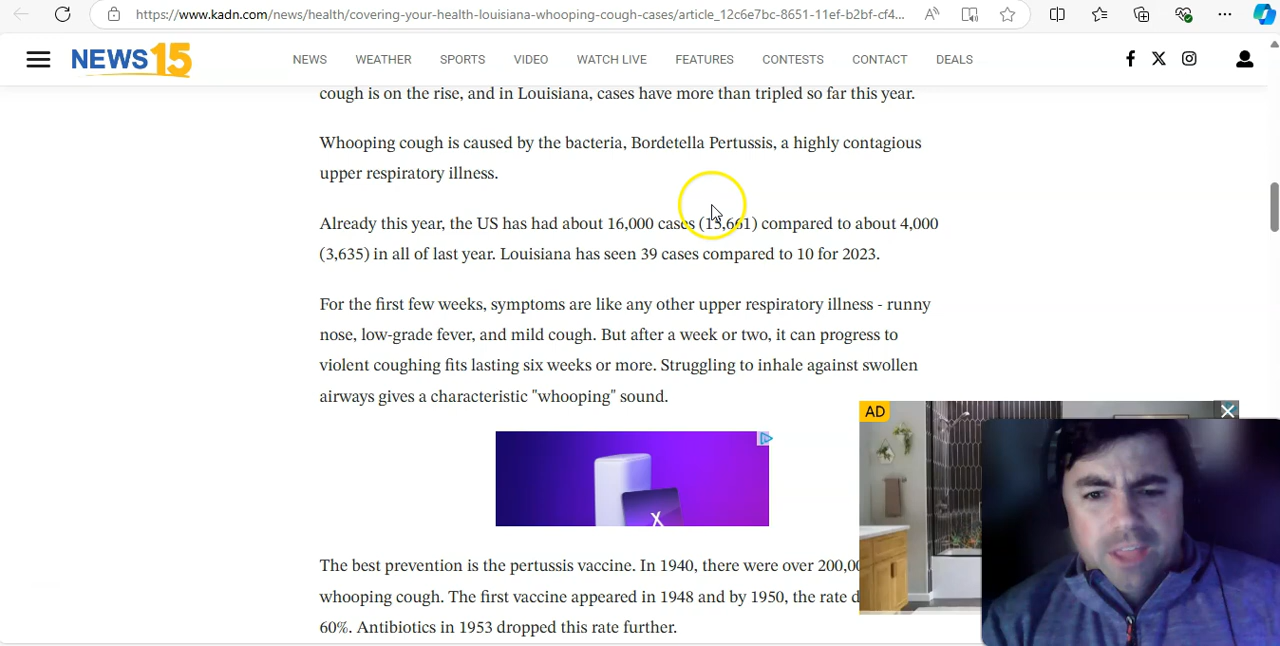 https://www.kadn.com/news/health/covering-your-health-louisiana-whooping-cough-cases/article_12c6e7bc-8651-11ef-b2bf-cf4...
NEWS 15
NEWS WEATHER SPORTS VIDEO WATCH LIVE FEATURES CONTESTS CONTACT DEALS
cough is on the rise, and in Louisiana, cases have more than tripled so far this year.
Whooping cough is caused by the bacteria, Bordetella Pertussis, a highly contagious
upper respiratory illness.
Already this year, the US has had about 16,000 cases (15,661) compared to about 4,000
(3,635) in all of last year. Louisiana has seen 39 cases compared to 10 for 2023.
For the first few weeks, symptoms are like any other upper respiratory illness - runny
nose, low-grade fever, and mild cough. But after a week or two, it can progress to
violent coughing fits lasting six weeks or more. Struggling to inhale against swollen
airways gives a characteristic "whooping" sound.
AD
The best prevention is the pertussis vaccine. In 1940, there were over
whooping cough. The first vaccine appeared in 1948 and by 1950, the rate
60%. Antibiotics in 1953 dropped this rate further.